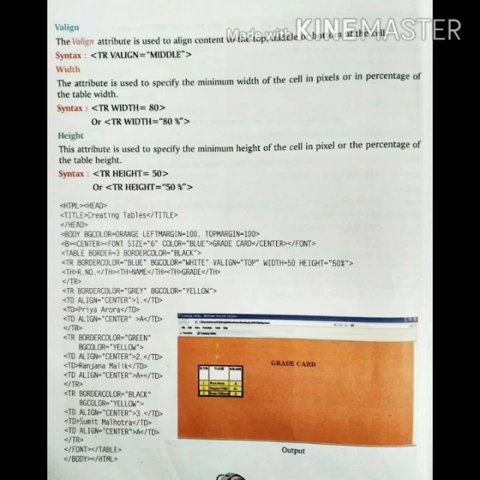 Made with KINEMASTER
Valign
The Valign attribute is used to align content to the top, middle or bottom of the cell.
Syntax : <TR VALIGN="MIDDLE">
Width
The attribute is used to specify the minimum width of the cell in pixels or in percentage of
the table width.
Syntax : <TR WIDTH= 80>
Or <TR WIDTH="80 %">
Height
This attribute is used to specify the minimum height of the cell in pixel or the percentage of
the table height.
Syntax : <TR HEIGHT= 50>
Or <TR HEIGHT="50 %">
<HTML><HEAD>
<TITLE>Creating Tables</TITLE>
</HEAD>
<BODY BGCOLOR=ORANGE LEFTMARGIN=100, TOPMARGIN=100>
<B><CENTER><FONT SIZE="6" COLOR="BLUE">GRADE CARD</CENTER></FONT>
<TABLE BORDER=3 BORDERCOLOR="BLACK">
<TR BORDERCOLOR="BLUE" BGCOLOR="WHITE" VALIGN="TOP" WIDTH=50 HEIGHT="50%">
<TH>R.NO.</TH><TH>NAME</TH><TH>GRADE</TH>
</TR>
<TR BORDERCOLOR="GREY" BGCOLOR="YELLOW">
<TD ALIGN="CENTER">1.</TD>
<TD>Priya Arora</TD>
<TD ALIGN="CENTER" >A</TD>
</TR>
<TR BORDERCOLOR="GREEN"
BGCOLOR="YELLOW">
<TD ALIGN="CENTER">2.</TD>
<TD>Ranjana Malik</TD>
<TD ALIGN="CENTER">A+</TD>
</TR>
<TR BORDERCOLOR="BLACK"
BGCOLOR="YELLOW">
<TD ALIGN="CENTER">3.</TD>
<TD>Sumit Malhotra</TD>
<TD ALIGN="CENTER">A</TD>
</TR>
</FONT></TABLE>
</BODY></HTML>
GRADE CARD
Output